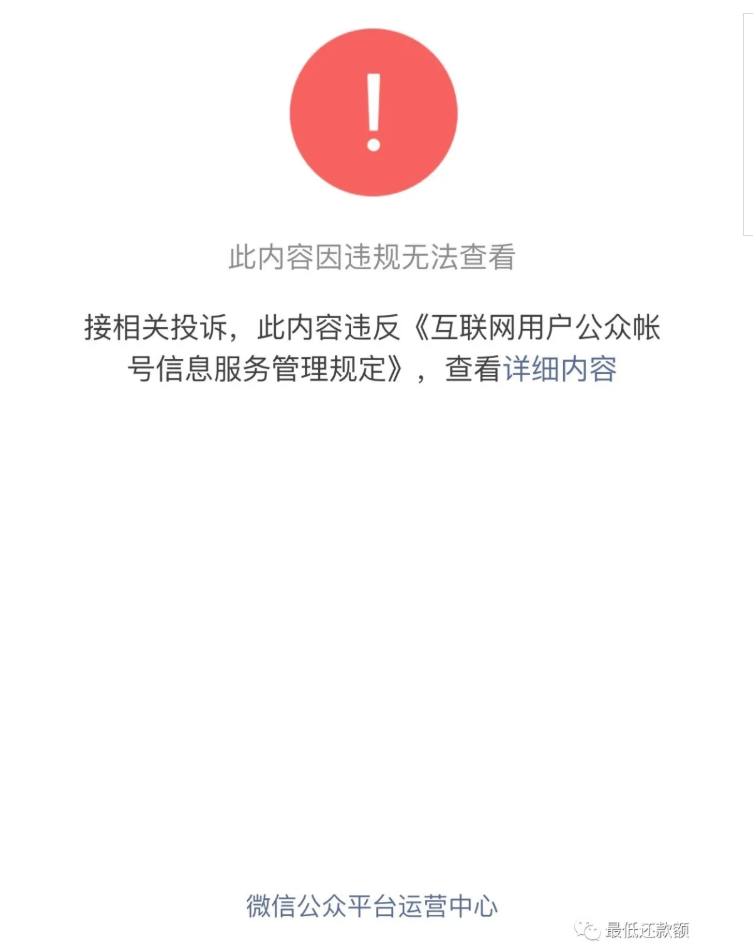 此内容因违规无法查看
接相关投诉，此内容违反《互联网用户公众帐
号信息服务管理规定》，查看详细内容
微信公众平台运营中心
最低还款额